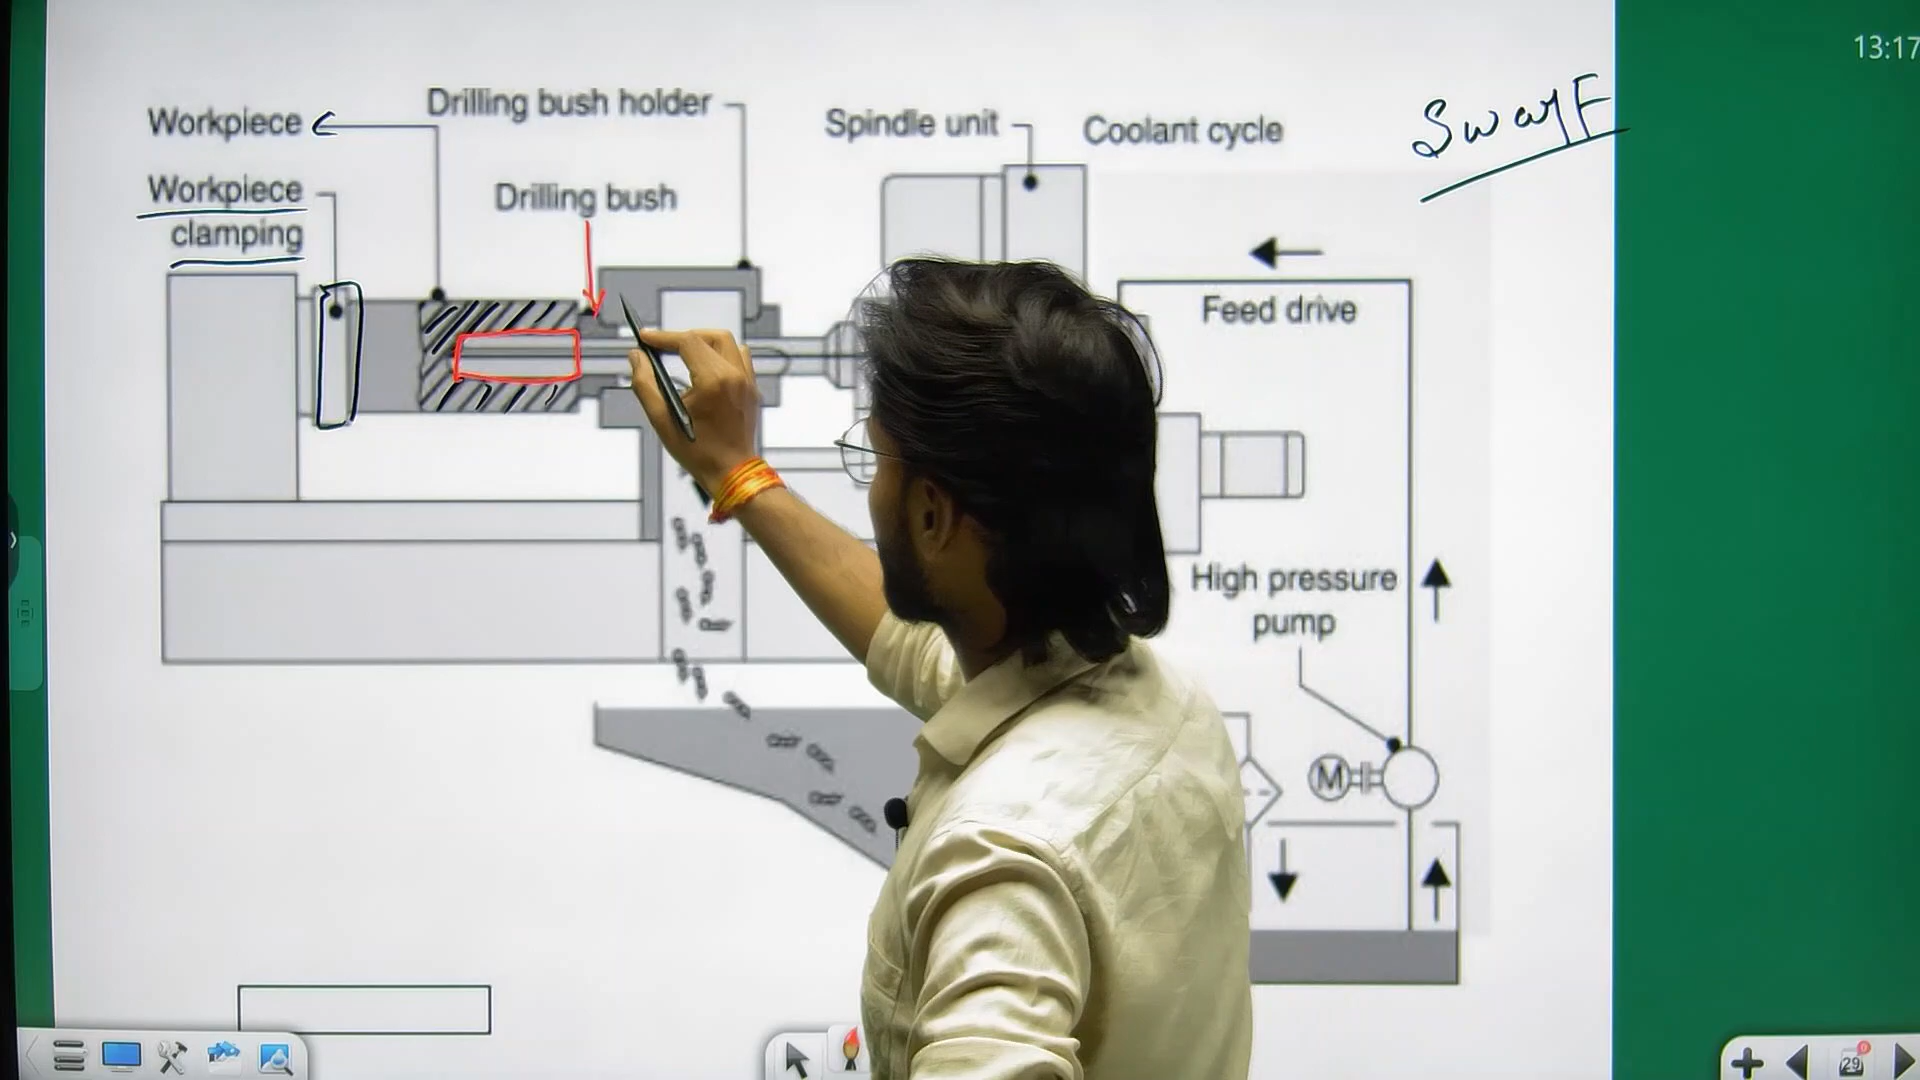 13:17
Drilling bush holder
Workpiece
Spindle unit
Coolant cycle
Swarf
Workpiece
clamping
Drilling bush
Feed drive
High pressure
pump
M
29
0